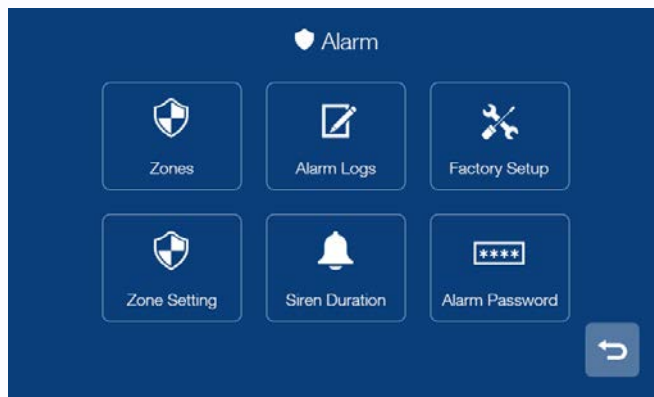 Alarm
Zones
Alarm Logs
Factory Setup
Zone Setting
Siren Duration
****
Alarm Password